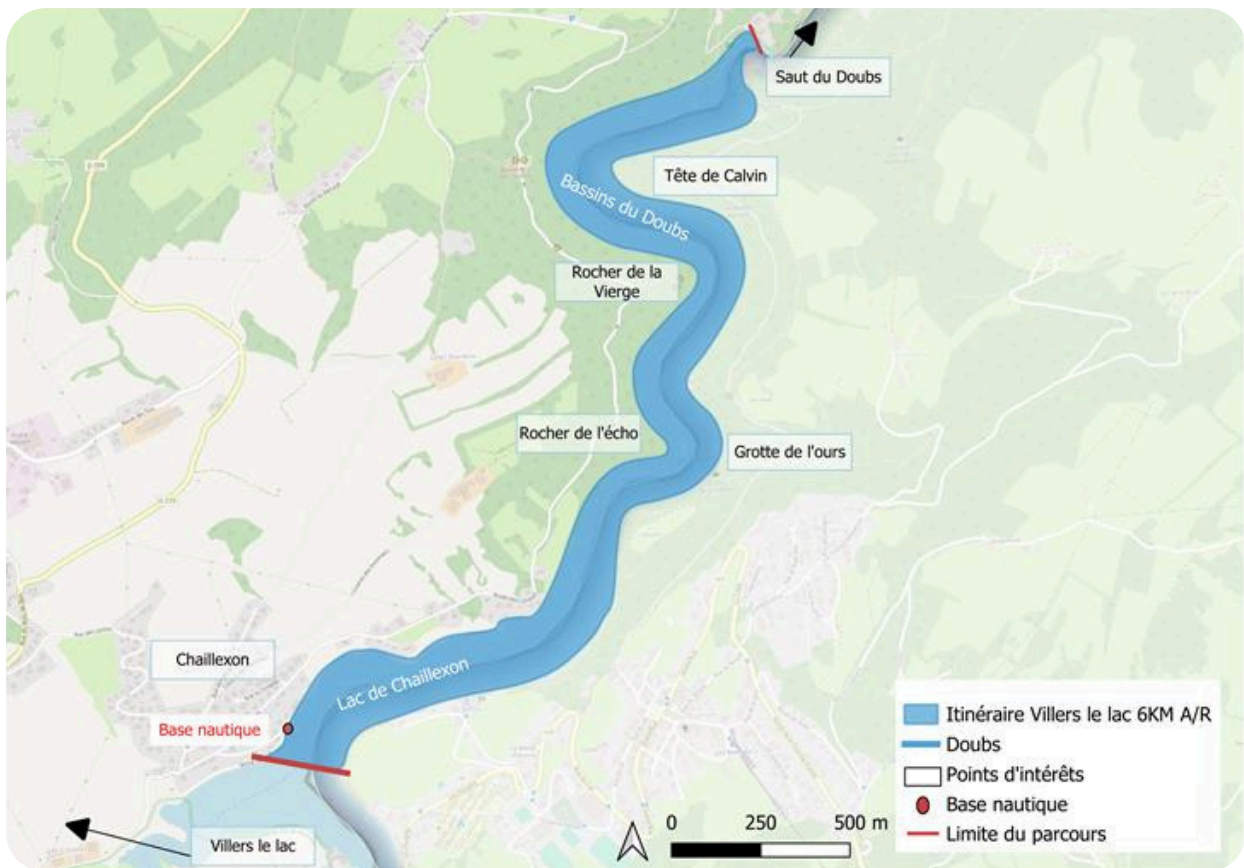 Saut du Doubs
Tête de Calvin
Bassins du Doubs
Rocher de la
Vierge
Rocher de l'écho
Grotte de l'ours
Chaillexon
Lac de Chaillexon
Base nautique
Villers le lac
Itinéraire Villers le lac 6KM A/R
Doubs
Points d'intérêts
Base nautique
Limite du parcours
0 250 500 m